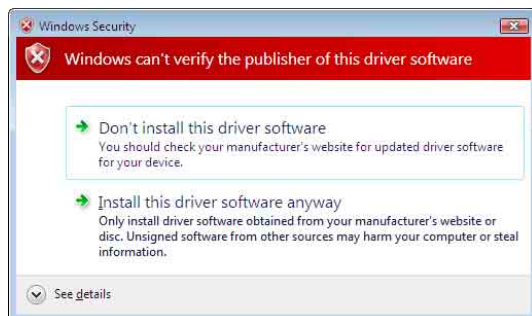 Windows Security
Windows can't verify the publisher of this driver software
Don't install this driver software
You should check your manufacturer's website for updated driver software
for your device.
Install this driver software anyway
Only install driver software obtained from your manufacturer's website or
disc. Unsigned software from other sources may harm your computer or steal
information.
See details